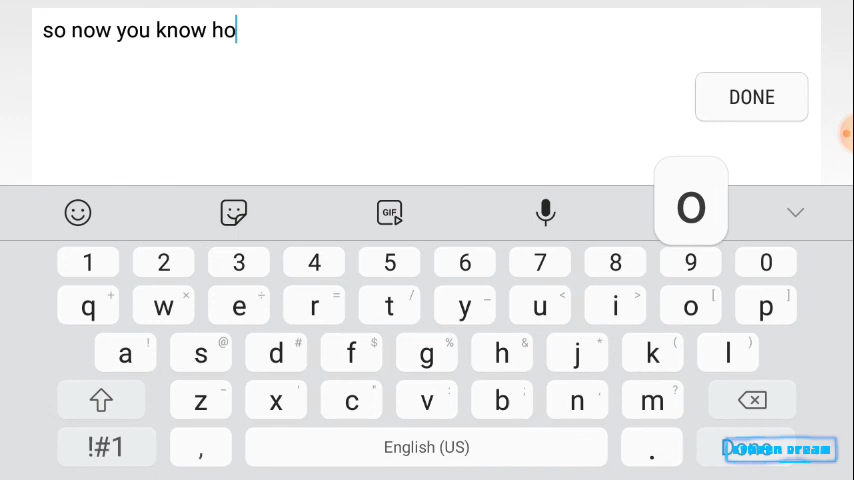 so now you know ho
DONE
GIF
o
1 2 3 4 5 6 7 8 9 0
q + w × e ÷ r = t / y _ u < i > o [ p ]
a ! s @ d # f $ g % h & j * k ( l )
z - x ' c " v : b ; n , m ?
!#1 , English (US) .